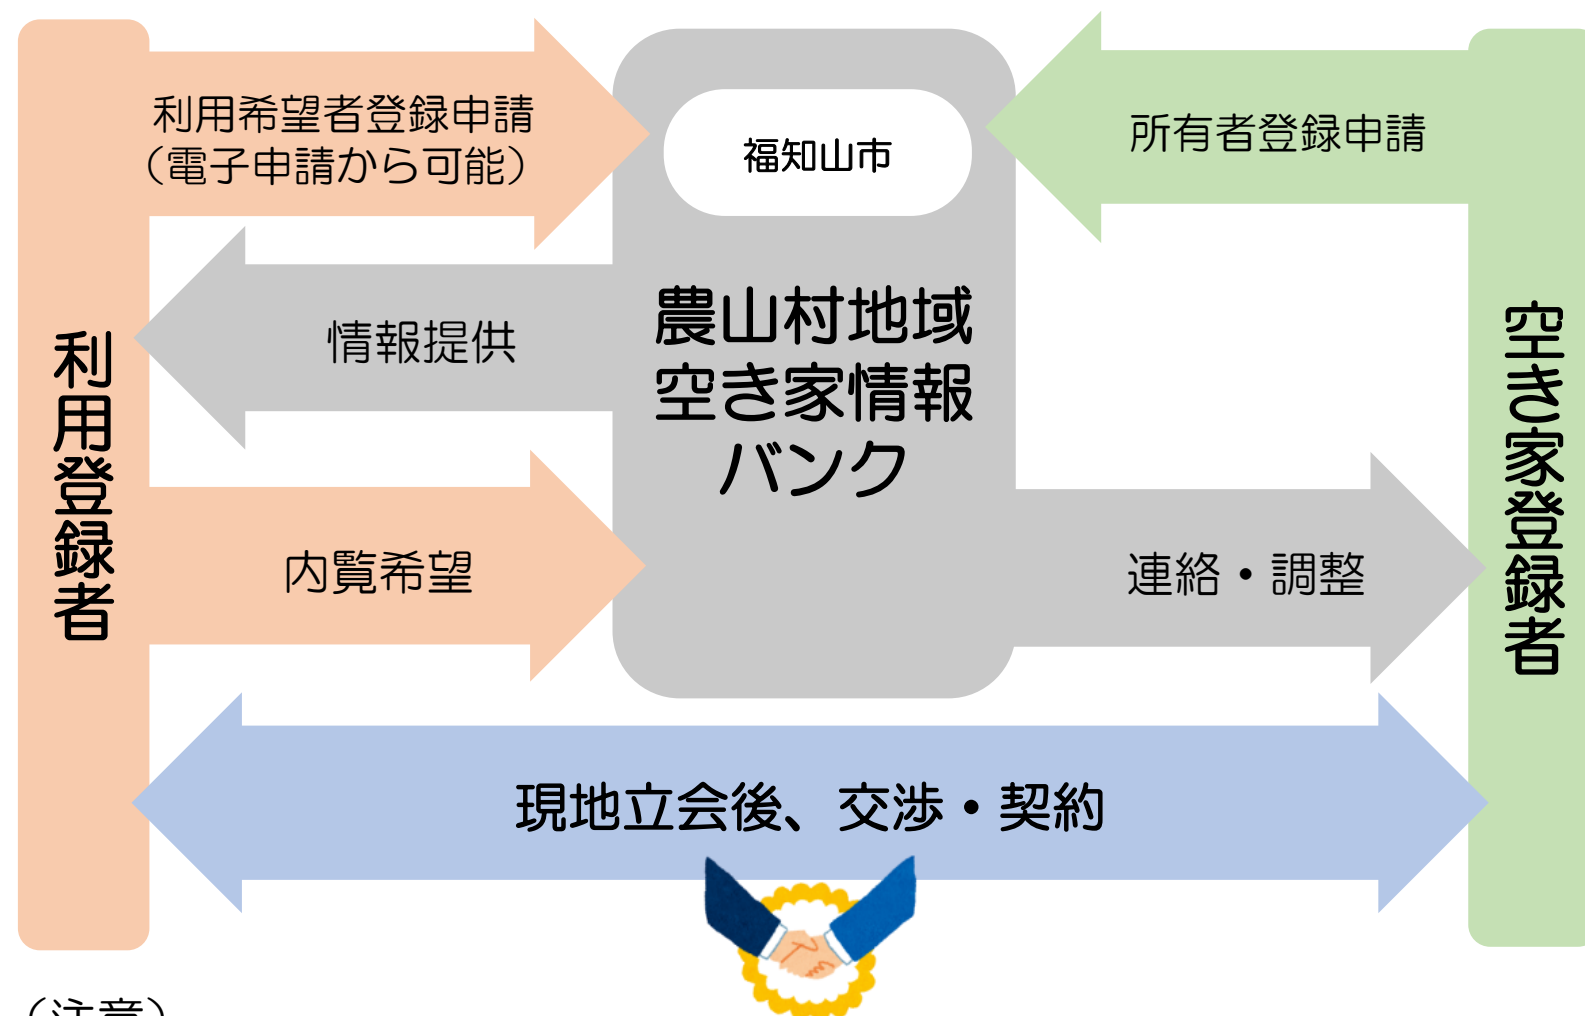 利用希望者登録申請
（電子申請から可能）
福知山市
所有者登録申請
情報提供
農山村地域
空き家情報
バンク
利用登録者
空き家登録者
内覧希望
連絡・調整
現地立会後、交渉・契約
（注意）